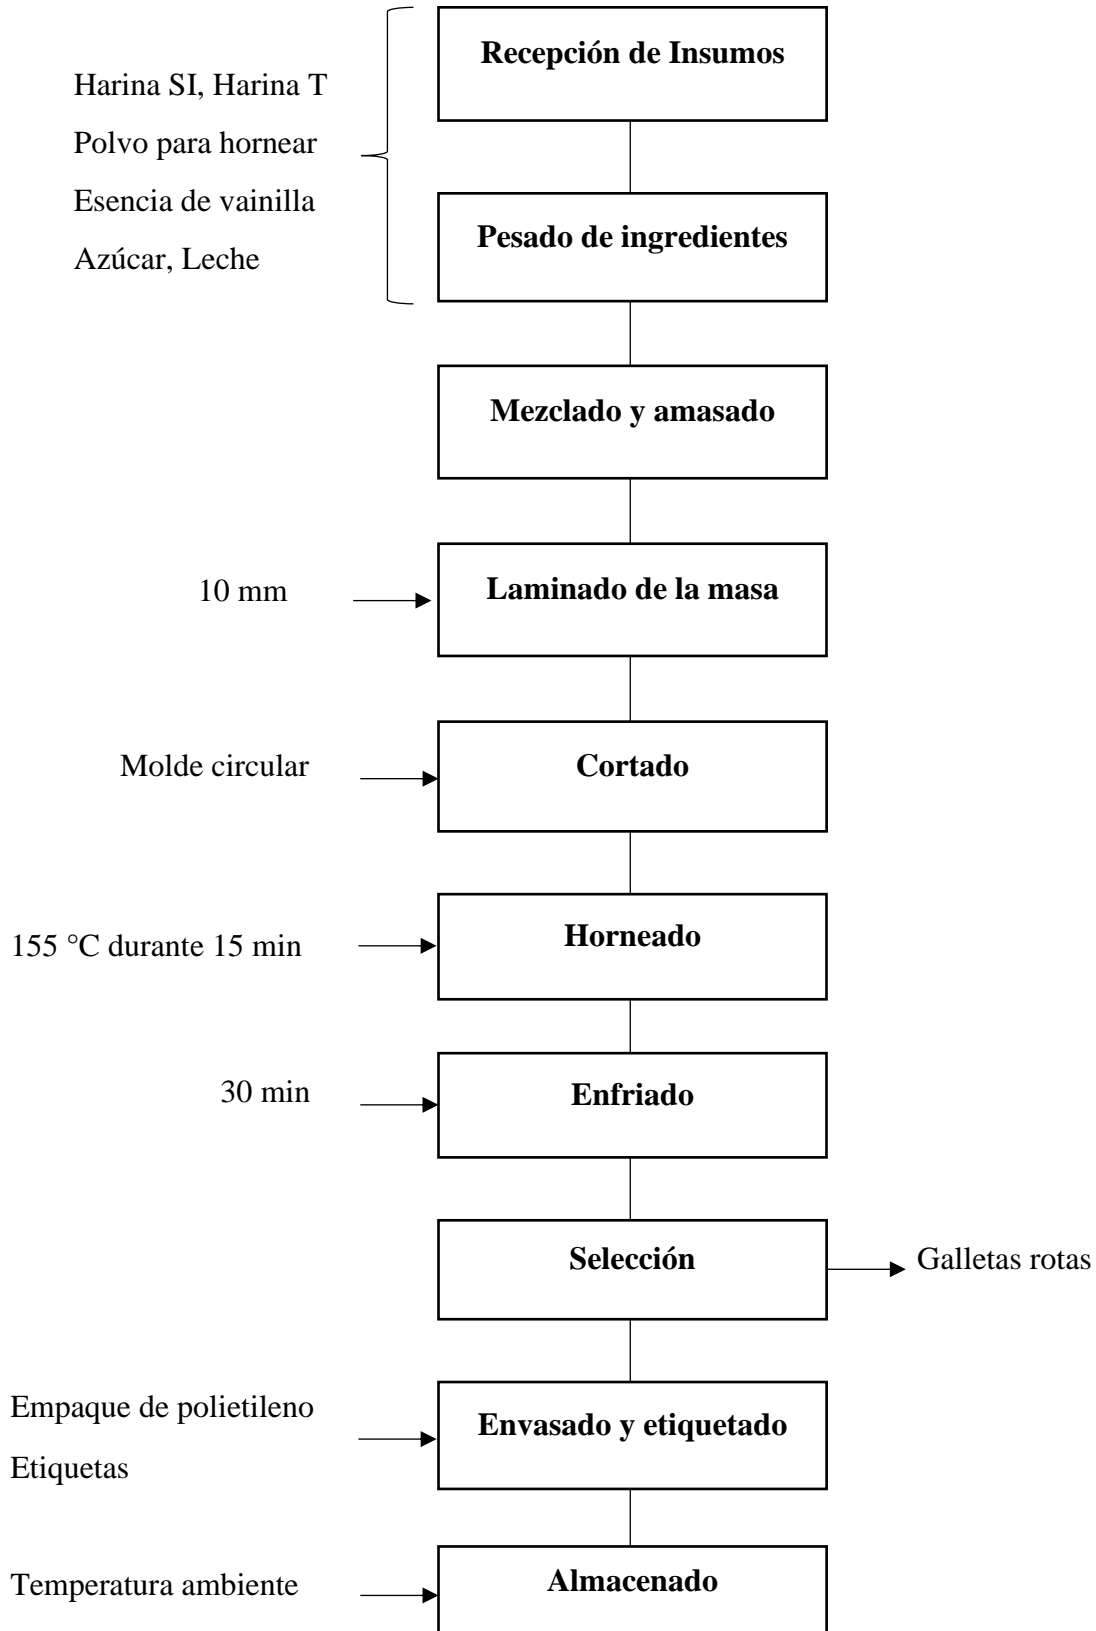 Recepción de Insumos
Harina SI, Harina T
Polvo para hornear
Esencia de vainilla
Azúcar, Leche
Pesado de ingredientes
Mezclado y amasado
10 mm
Laminado de la masa
Molde circular
Cortado
155 °C durante 15 min
Horneado
30 min
Enfriado
Selección
Galletas rotas
Empaque de polietileno
Etiquetas
Envasado y etiquetado
Temperatura ambiente
Almacenado